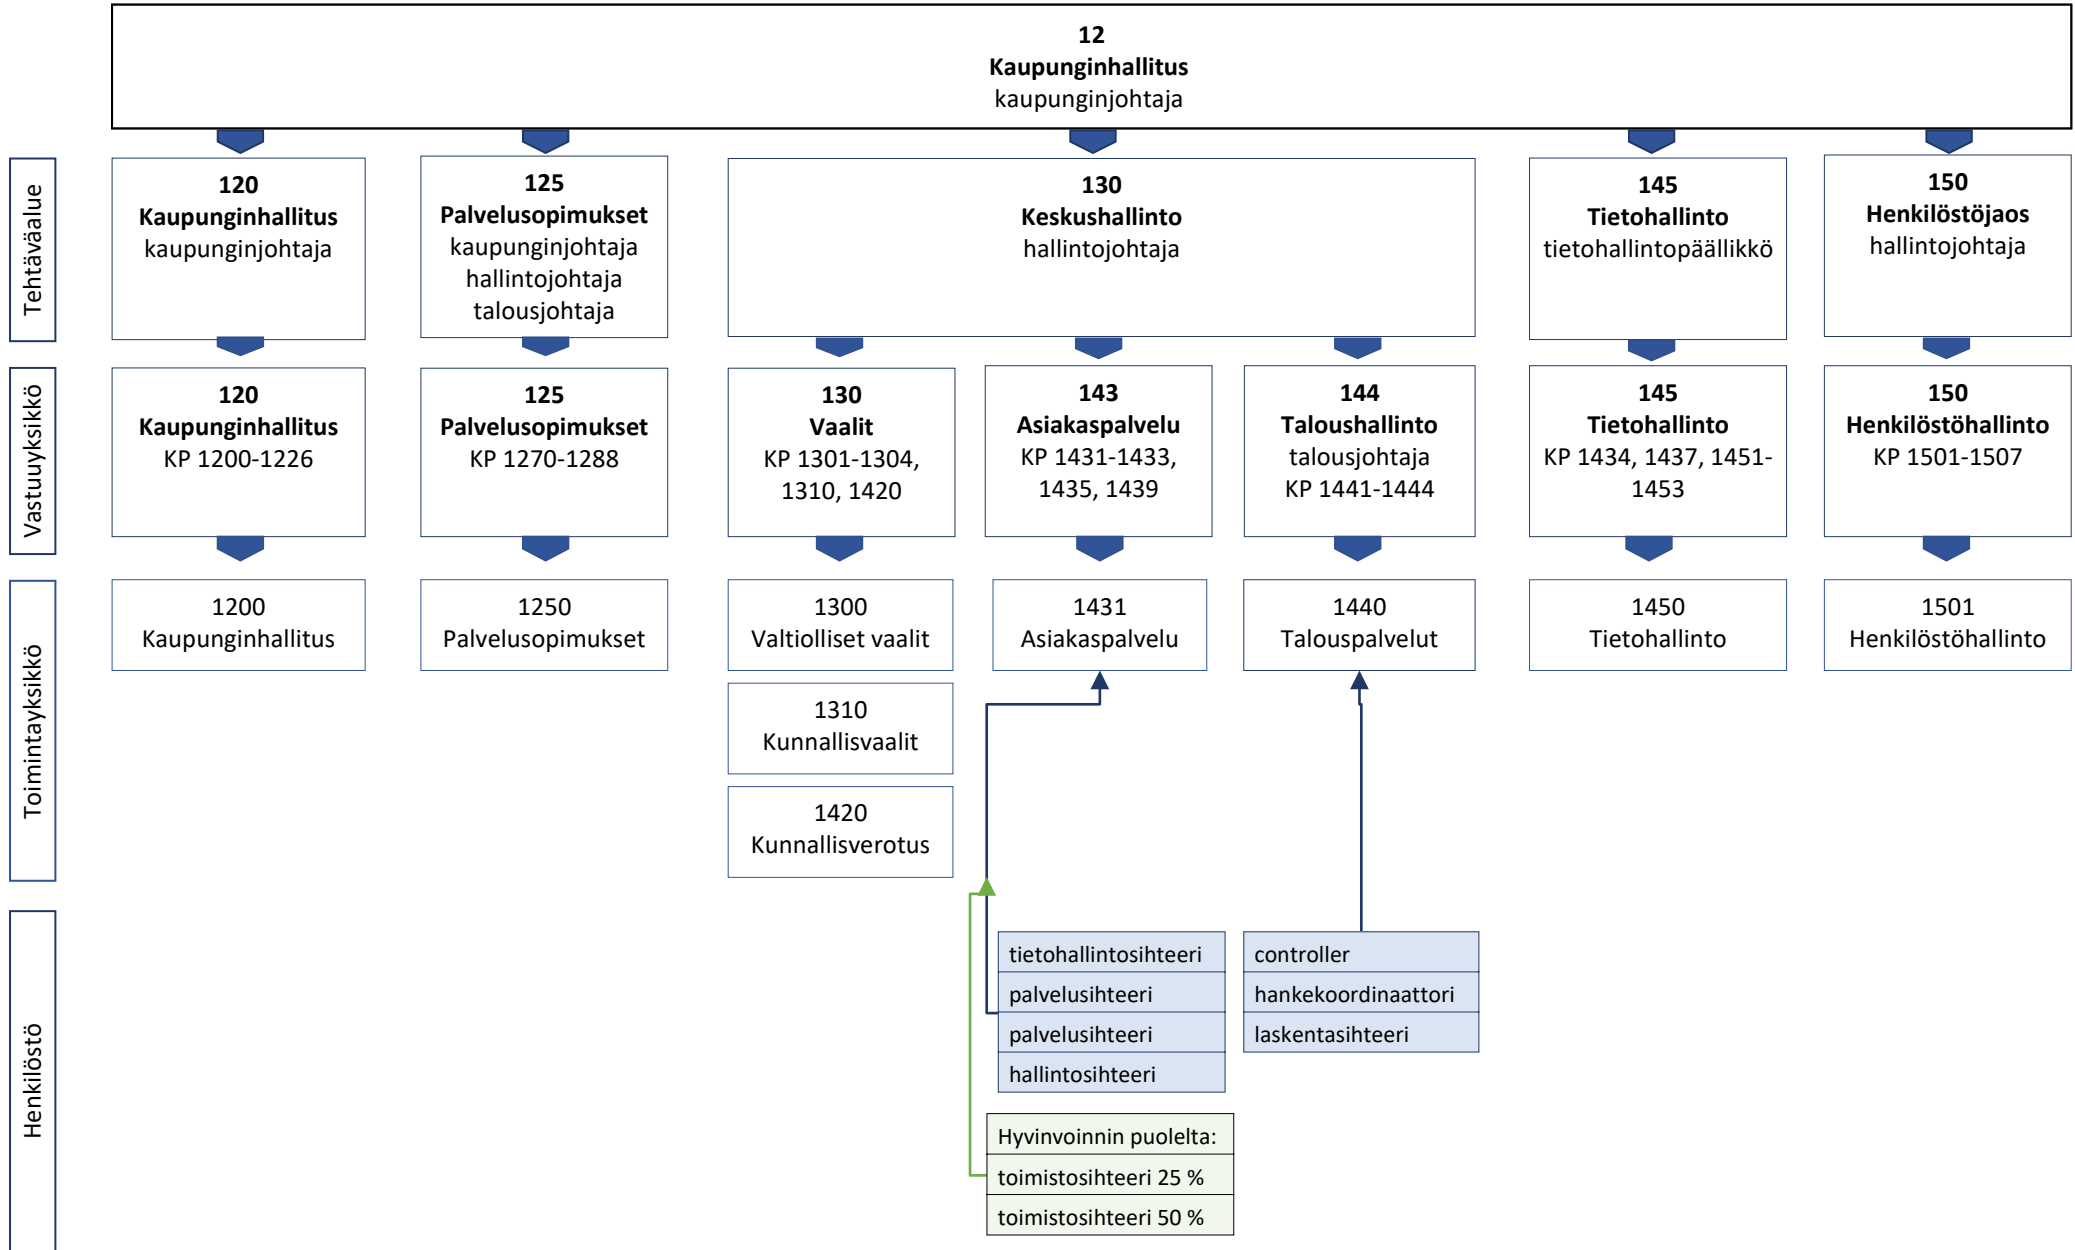 12
Kaupunginhallitus
kaupunginjohtaja
Tehtäväalue
120
Kaupunginhallitus
kaupunginjohtaja
125
Palvelusopimukset
kaupunginjohtaja
hallintojohtaja
talousjohtaja
130
Keskushallinto
hallintojohtaja
145
Tietohallinto
tietohallintopäällikkö
150
Henkilöstöjaos
hallintojohtaja
Vastuuyksikkö
120
Kaupunginhallitus
KP 1200-1226
125
Palvelusopimukset
KP 1270-1288
130
Vaalit
KP 1301-1304,
1310, 1420
143
Asiakaspalvelu
KP 1431-1433,
1435, 1439
144
Taloushallinto
talousjohtaja
KP 1441-1444
145
Tietohallinto
KP 1434, 1437, 1451-
1453
150
Henkilöstöhallinto
KP 1501-1507
Toimintayksikkö
1200
Kaupunginhallitus
1250
Palvelusopimukset
1300
Valtiolliset vaalit
1431
Asiakaspalvelu
1440
Talouspalvelut
1450
Tietohallinto
1501
Henkilöstöhallinto
1310
Kunnallisvaalit
1420
Kunnallisverotus
Henkilöstö
tietohallintosihteeri
palvelusihteeri
palvelusihteeri
hallintosihteeri
controller
hankekoordinaattori
laskentasihteeri
Hyvinvoinnin puolelta:
toimistosihteeri 25 %
toimistosihteeri 50 %